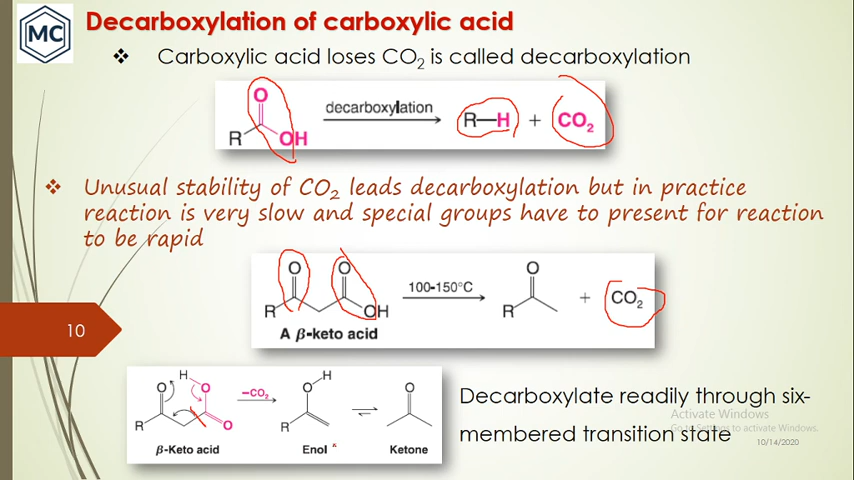 MC
Decarboxylation of carboxylic acid
❖ Carboxylic acid loses CO₂ is called decarboxylation
O
R OH
decarboxylation
R—H + CO₂
❖ Unusual stability of CO₂ leads decarboxylation but in practice
reaction is very slow and special groups have to present for reaction
to be rapid
O O O
R OH 100-150°C R + CO₂
A β-keto acid
10
H H
O O −CO₂ O O
R O R
β-Keto acid Enol Ketone
Decarboxylate readily through six-
membered transition state
Activate Windows
Go to Settings to activate Windows.
10/14/2020